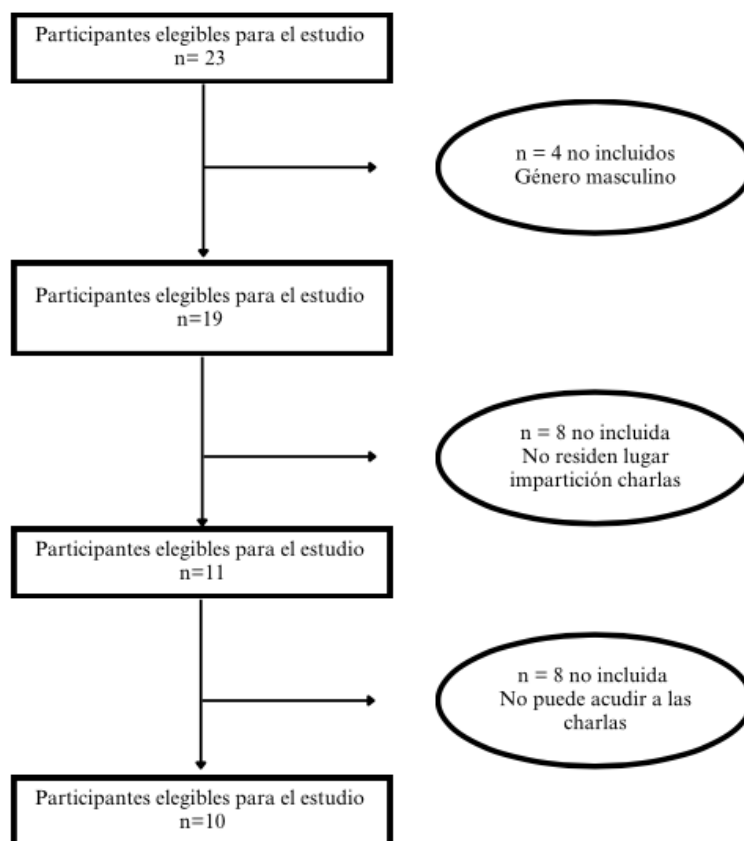 Participantes elegibles para el estudio
n= 23
n = 4 no incluidos
Género masculino
Participantes elegibles para el estudio
n=19
n = 8 no incluida
No residen lugar
impartición charlas
Participantes elegibles para el estudio
n=11
n = 8 no incluida
No puede acudir a las
charlas
Participantes elegibles para el estudio
n=10